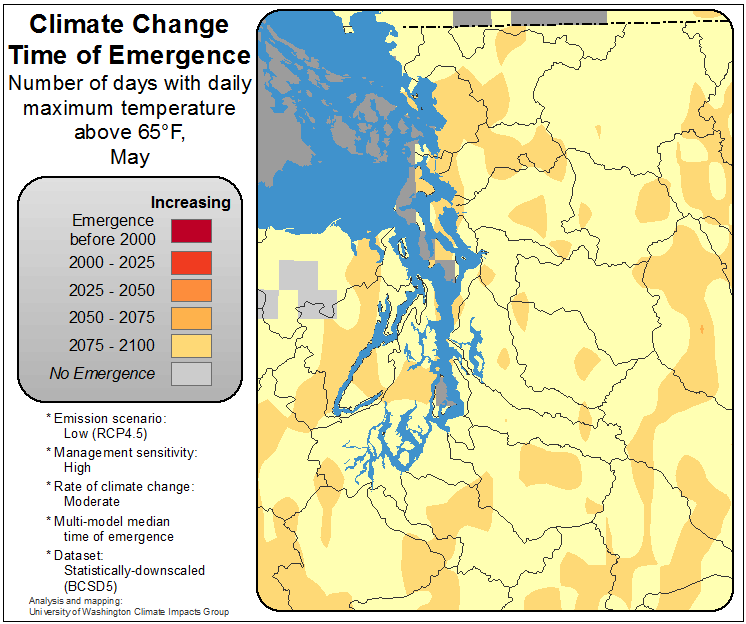 Climate Change
Time of Emergence
Number of days with daily
maximum temperature
above 65°F,
May
Increasing
Emergence
before 2000
2000 - 2025
2025 - 2050
2050 - 2075
2075 - 2100
No Emergence
* Emission scenario:
Low (RCP4.5)
* Management sensitivity:
High
* Rate of climate change:
Moderate
* Multi-model median
time of emergence
* Dataset:
Statistically-downscaled
(BCSD5)
Analysis and mapping:
University of Washington Climate Impacts Group